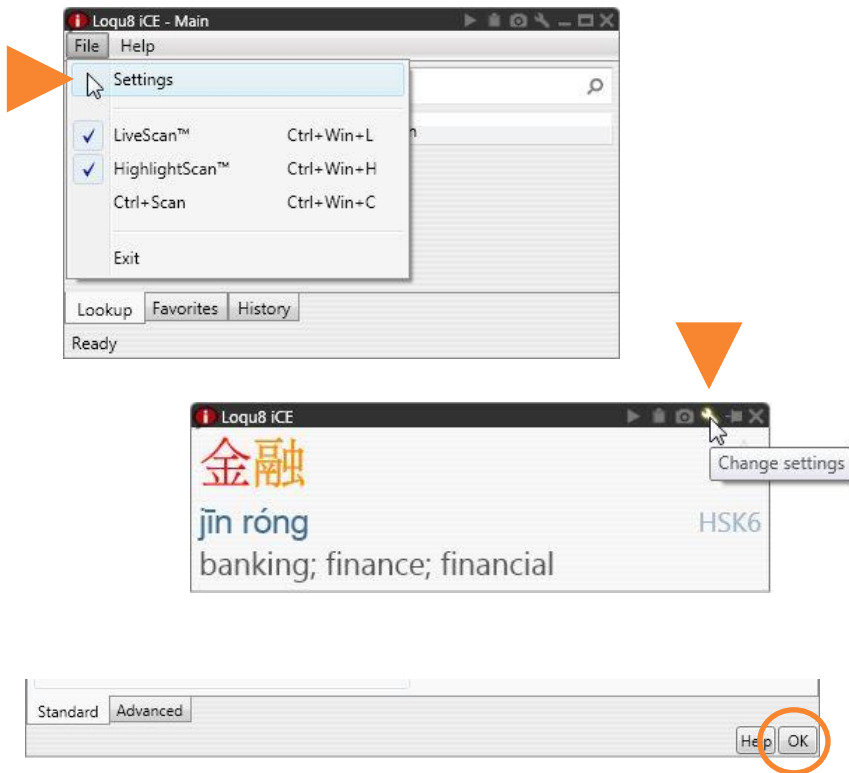 Loqu8 iCE - Main
File Help
Settings
LiveScan™ Ctrl+Win+L
HighlightScan™ Ctrl+Win+H
Ctrl+Scan Ctrl+Win+C
Exit
Lookup Favorites History
Ready
Loqu8 iCE
Change settings
金融
jīn róng HSK6
banking; finance; financial
Standard Advanced
Help OK